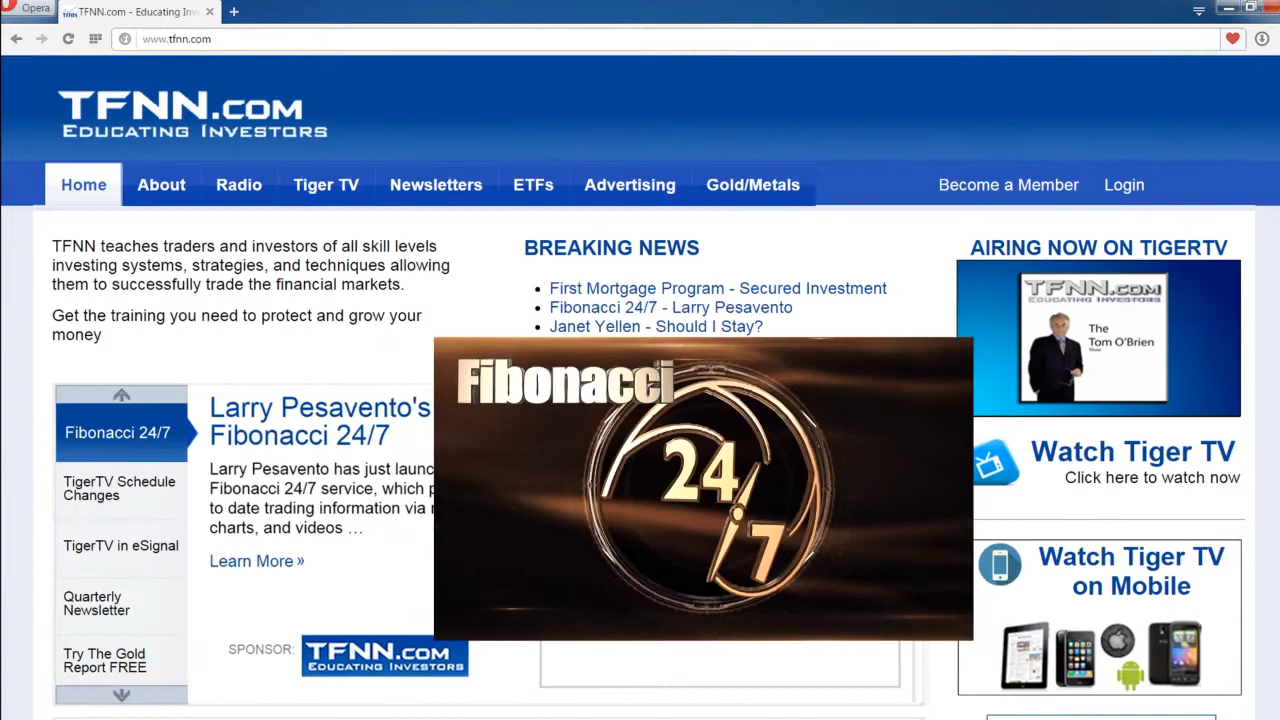 Opera
TFNN.com - Educating Inv
www.tfnn.com
TFNN.COM
EDUCATING INVESTORS
Home
About
Radio
Tiger TV
Newsletters
ETFs
Advertising
Gold/Metals
Become a Member
Login
TFNN teaches traders and investors of all skill levels
investing systems, strategies, and techniques allowing
them to successfully trade the financial markets.
Get the training you need to protect and grow your
money
BREAKING NEWS
First Mortgage Program - Secured Investment
Fibonacci 24/7 - Larry Pesavento
Janet Yellen - Should I Stay?
AIRING NOW ON TIGERTV
TFNN.COM
EDUCATING INVESTORS
The
Tom O'Brien
Show
Fibonacci 24/7
TigerTV Schedule
Changes
TigerTV in eSignal
Quarterly
Newsletter
Try The Gold
Report FREE
Larry Pesavento's
Fibonacci 24/7
Larry Pesavento has just launc
Fibonacci 24/7 service, which p
to date trading information via
charts, and videos …
Learn More »
SPONSOR:
TFNN.COM
EDUCATING INVESTORS
Fibonacci
24
7
Watch Tiger TV
Click here to watch now
Watch Tiger TV
on Mobile